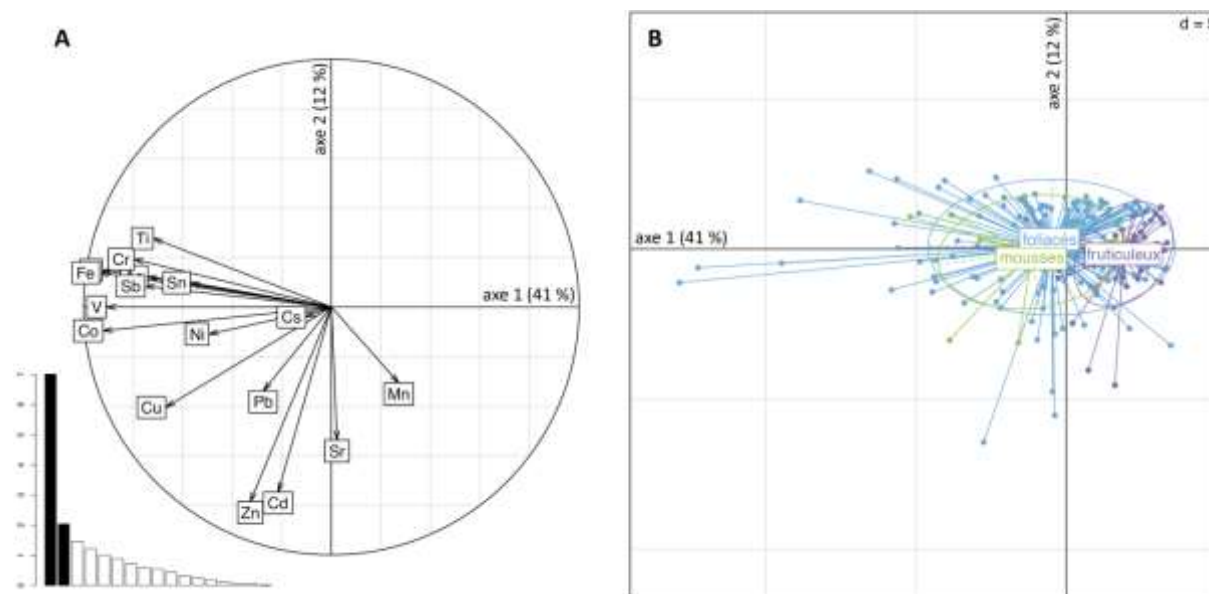 A
axe 2 (12 %)
Ti
Cr
Fe
Sb
Sn
axe 1 (41 %)
V
Cs
Co
Ni
Cu
Pb
Mn
Sr
Zn
Cd
B
d = 5
axe 2 (12 %)
axe 1 (41 %)
foliacés
mousses
fruticuleux